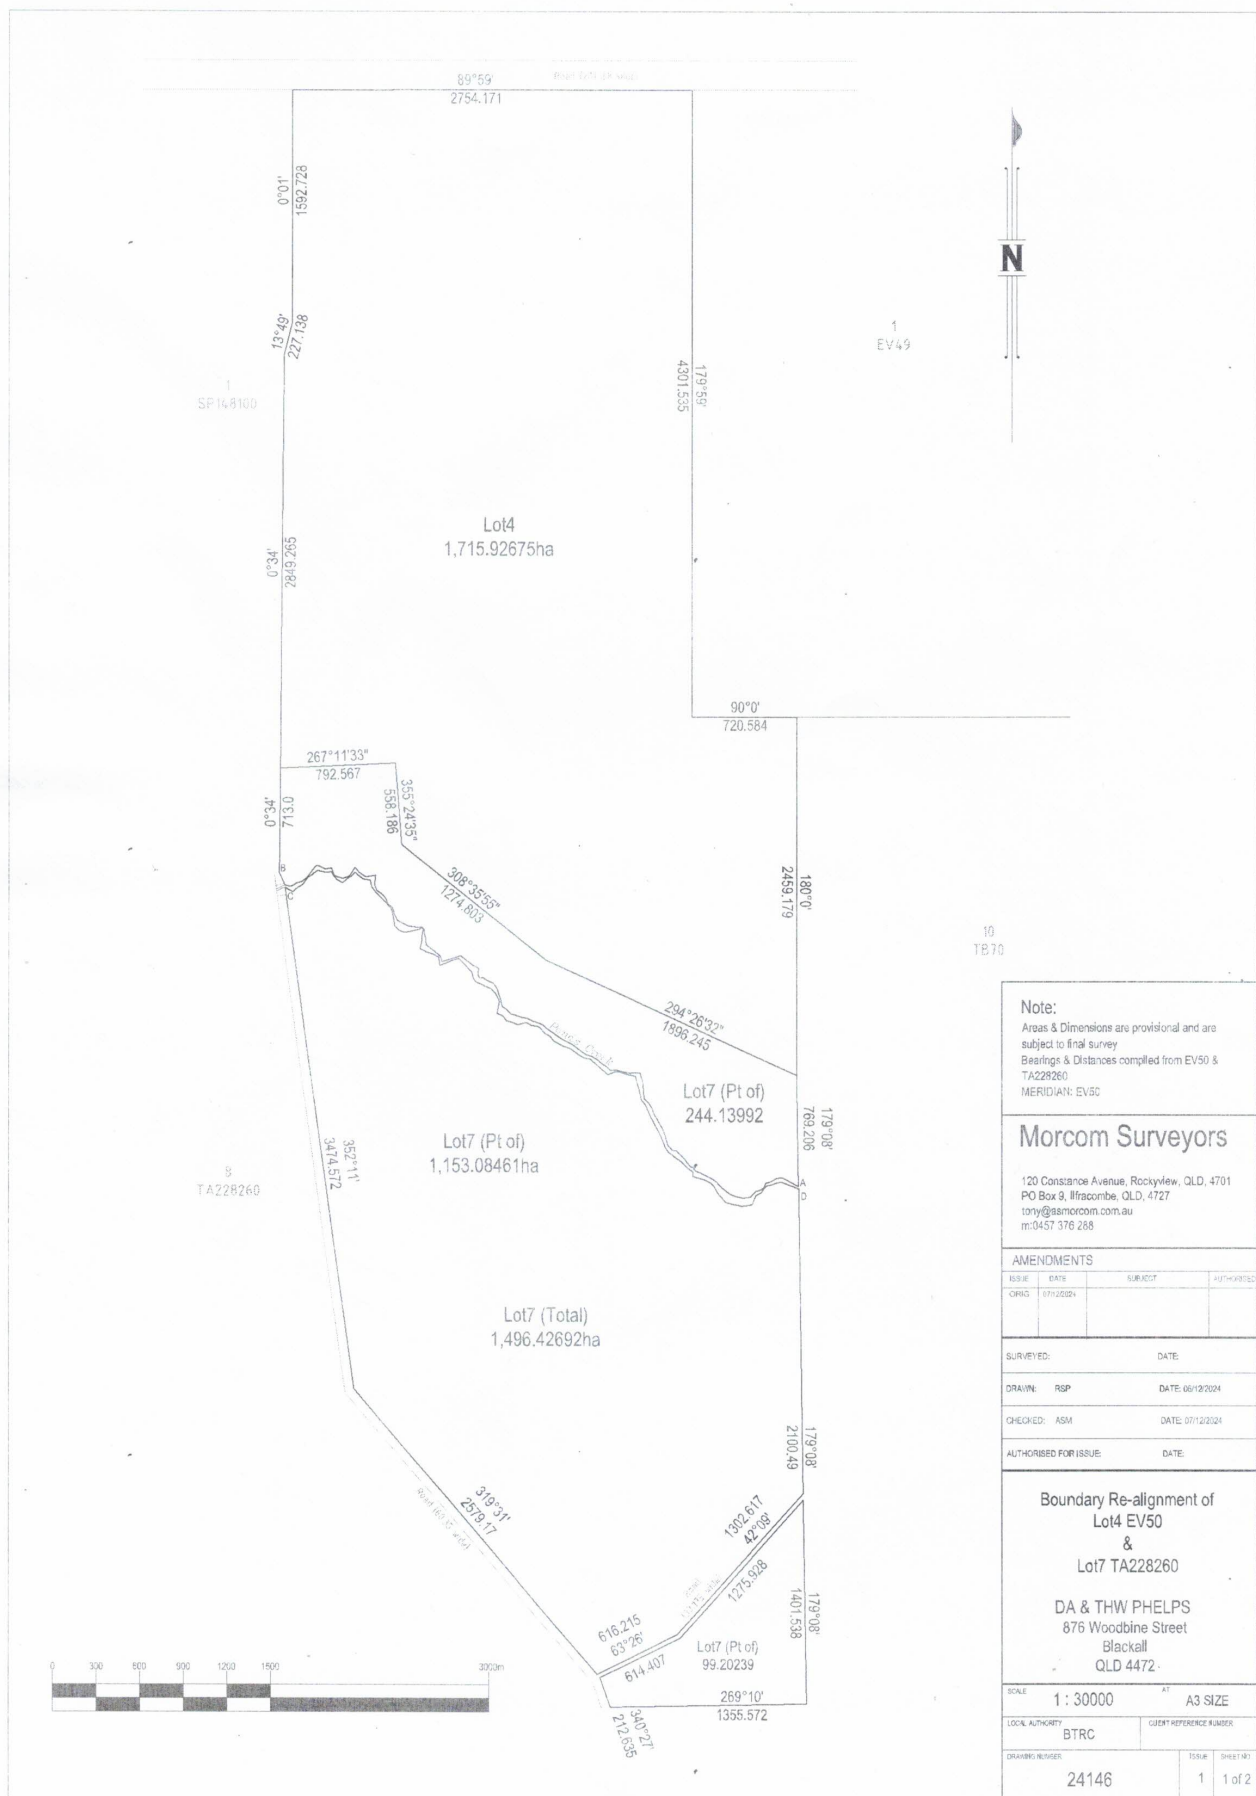 89°59'
2754.171
0°01'
1592.728
13°49'
227.138
1
SP148100
N
1
EV49
179°59'
4301.535
Lot4
1,715.92675ha
0°34'
2849.265
90°0'
720.584
267°11'33"
792.567
355°24'35"
558.186
0°34'
713.0
B
C
308°35'55"
1274.803
180°0'
2459.179
10
TB70
294°26'32"
1896.245
Lot7 (Pt of)
244.13992
179°08'
769.206
A
D
Lot7 (Pt of)
1,153.08461ha
352°11'
3474.572
8
TA228260
Lot7 (Total)
1,496.42692ha
179°08'
2100.49
319°31'
2579.17
1302.617
42°09'
1275.928
179°08'
1401.538
616.215
63°26'
614.407
Lot7 (Pt of)
99.20239
269°10'
1355.572
340°27'
212.635
0 300 600 900 1200 1500 3000m
Note:
Areas & Dimensions are provisional and are
subject to final survey
Bearings & Distances compiled from EV50 &
TA228260
MERIDIAN: EV50
Morcom Surveyors
120 Constance Avenue, Rockyview, QLD, 4701
PO Box 9, Ilfracombe, QLD, 4727
tony@asmorcom.com.au
m:0457 376 288
AMENDMENTS
ISSUE DATE SUBJECT AUTHORISED
ORIG 07/12/2024
SURVEYED: DATE:
DRAWN: RSP DATE: 06/12/2024
CHECKED: ASM DATE: 07/12/2024
AUTHORISED FOR ISSUE: DATE:
Boundary Re-alignment of
Lot4 EV50
&
Lot7 TA228260
DA & THW PHELPS
876 Woodbine Street
Blackall
QLD 4472
SCALE 1 : 30000 AT A3 SIZE
LOCAL AUTHORITY BTRC CLIENT REFERENCE NUMBER
DRAWING NUMBER 24146 ISSUE 1 SHEET NO 1 of 2